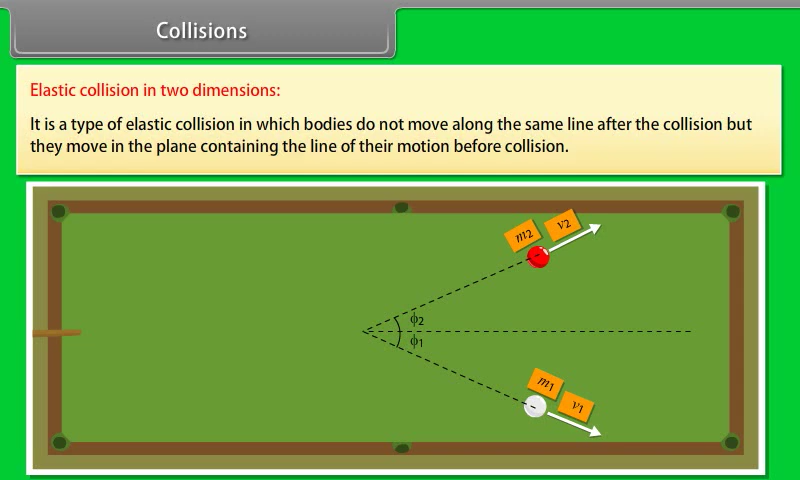 Collisions
Elastic collision in two dimensions:
It is a type of elastic collision in which bodies do not move along the same line after the collision but
they move in the plane containing the line of their motion before collision.
m₂ v₂
ϕ₂
ϕ₁
m₁ v₁